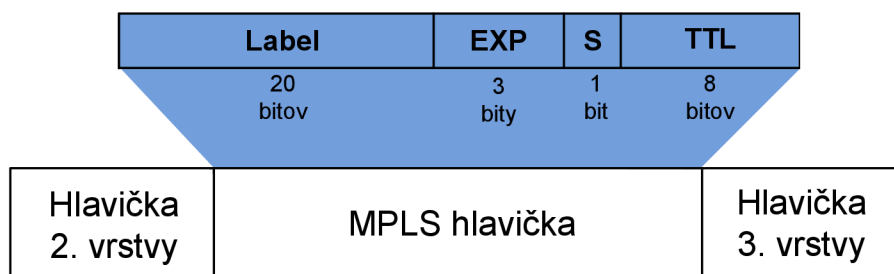 Label EXP S TTL
20 3 1 8
bitov bity bit bitov
Hlavička
2. vrstvy
MPLS hlavička
Hlavička
3. vrstvy